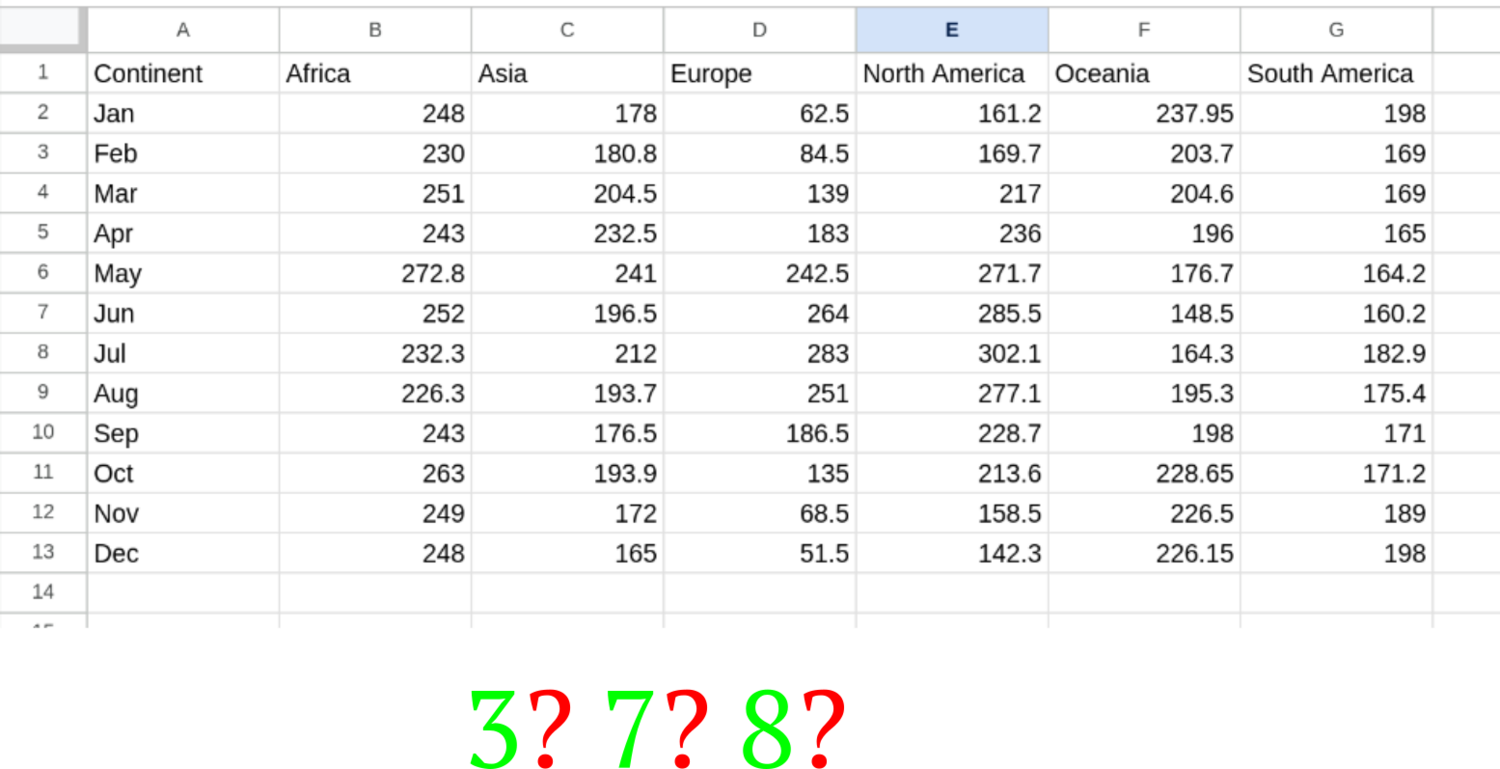 A B C D E F G
1 Continent Africa Asia Europe North America Oceania South America
2 Jan 248 178 62.5 161.2 237.95 198
3 Feb 230 180.8 84.5 169.7 203.7 169
4 Mar 251 204.5 139 217 204.6 169
5 Apr 243 232.5 183 236 196 165
6 May 272.8 241 242.5 271.7 176.7 164.2
7 Jun 252 196.5 264 285.5 148.5 160.2
8 Jul 232.3 212 283 302.1 164.3 182.9
9 Aug 226.3 193.7 251 277.1 195.3 175.4
10 Sep 243 176.5 186.5 228.7 198 171
11 Oct 263 193.9 135 213.6 228.65 171.2
12 Nov 249 172 68.5 158.5 226.5 189
13 Dec 248 165 51.5 142.3 226.15 198
14
3? 7? 8?